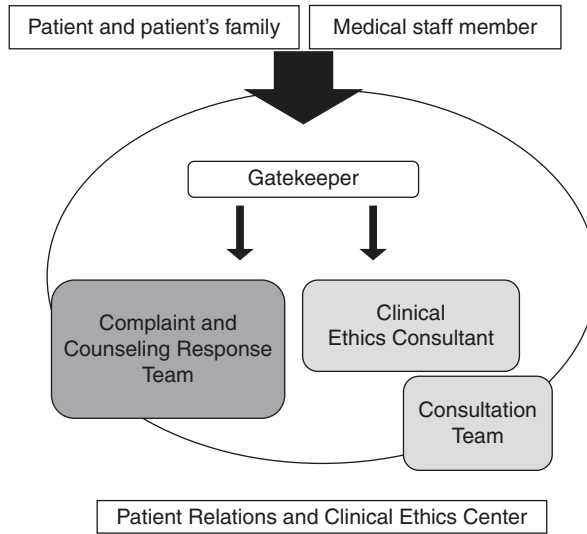 Patient and patient's family
Medical staff member
Gatekeeper
Complaint and
Counseling Response
Team
Clinical
Ethics Consultant
Consultation
Team
Patient Relations and Clinical Ethics Center